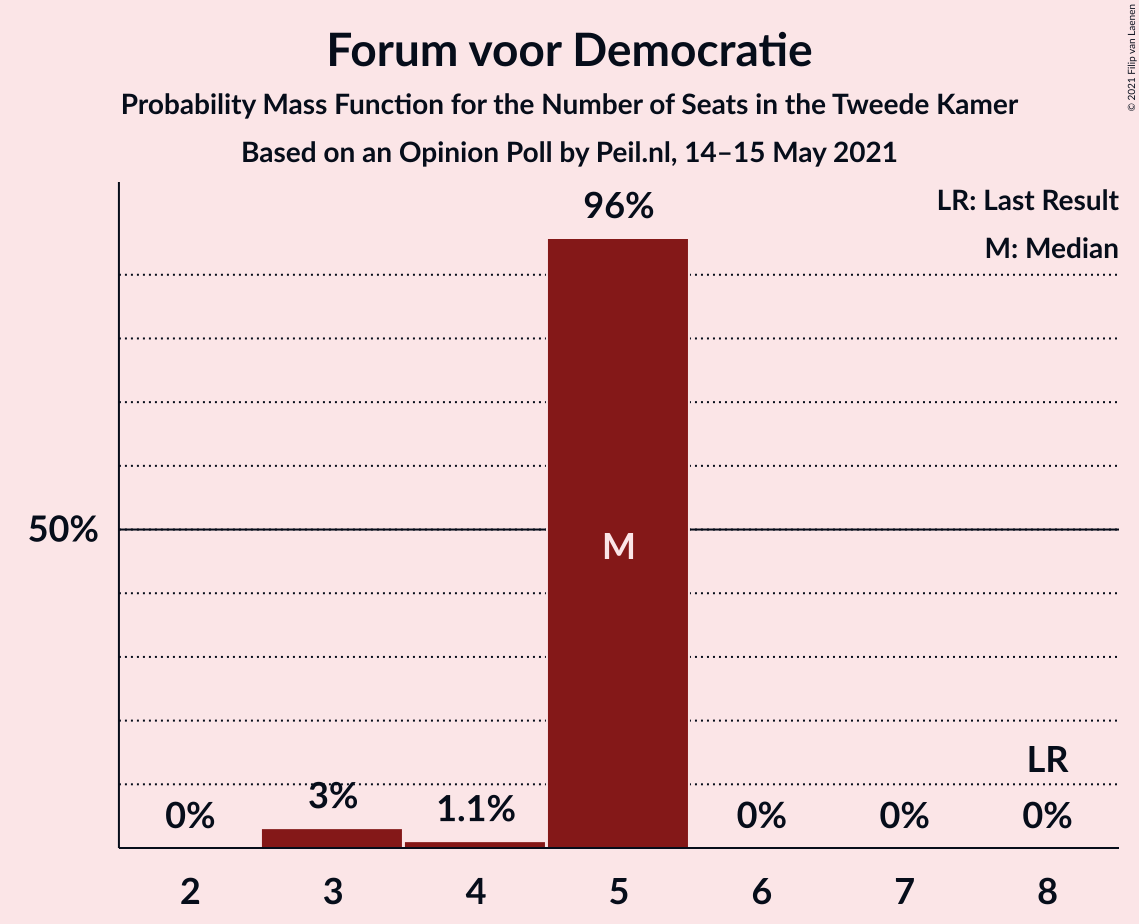 Forum voor Democratie
Probability Mass Function for the Number of Seats in the Tweede Kamer
Based on an Opinion Poll by Peil.nl, 14–15 May 2021
© 2021 Filip van Laenen
LR: Last Result
M: Median
96%
50%
M
LR
0%
3%
1.1%
0%
0%
0%
2 3 4 5 6 7 8